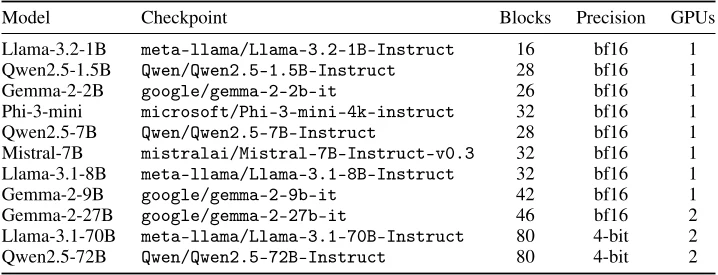 Model Checkpoint Blocks Precision GPUs
Llama-3.2-1B meta-llama/Llama-3.2-1B-Instruct 16 bf16 1
Qwen2.5-1.5B Qwen/Qwen2.5-1.5B-Instruct 28 bf16 1
Gemma-2-2B google/gemma-2-2b-it 26 bf16 1
Phi-3-mini microsoft/Phi-3-mini-4k-instruct 32 bf16 1
Qwen2.5-7B Qwen/Qwen2.5-7B-Instruct 28 bf16 1
Mistral-7B mistralai/Mistral-7B-Instruct-v0.3 32 bf16 1
Llama-3.1-8B meta-llama/Llama-3.1-8B-Instruct 32 bf16 1
Gemma-2-9B google/gemma-2-9b-it 42 bf16 1
Gemma-2-27B google/gemma-2-27b-it 46 bf16 2
Llama-3.1-70B meta-llama/Llama-3.1-70B-Instruct 80 4-bit 2
Qwen2.5-72B Qwen/Qwen2.5-72B-Instruct 80 4-bit 2